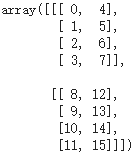 array([[[ 0,  4],
        [ 1,  5],
        [ 2,  6],
        [ 3,  7]],

       [[ 8, 12],
        [ 9, 13],
        [10, 14],
        [11, 15]]])